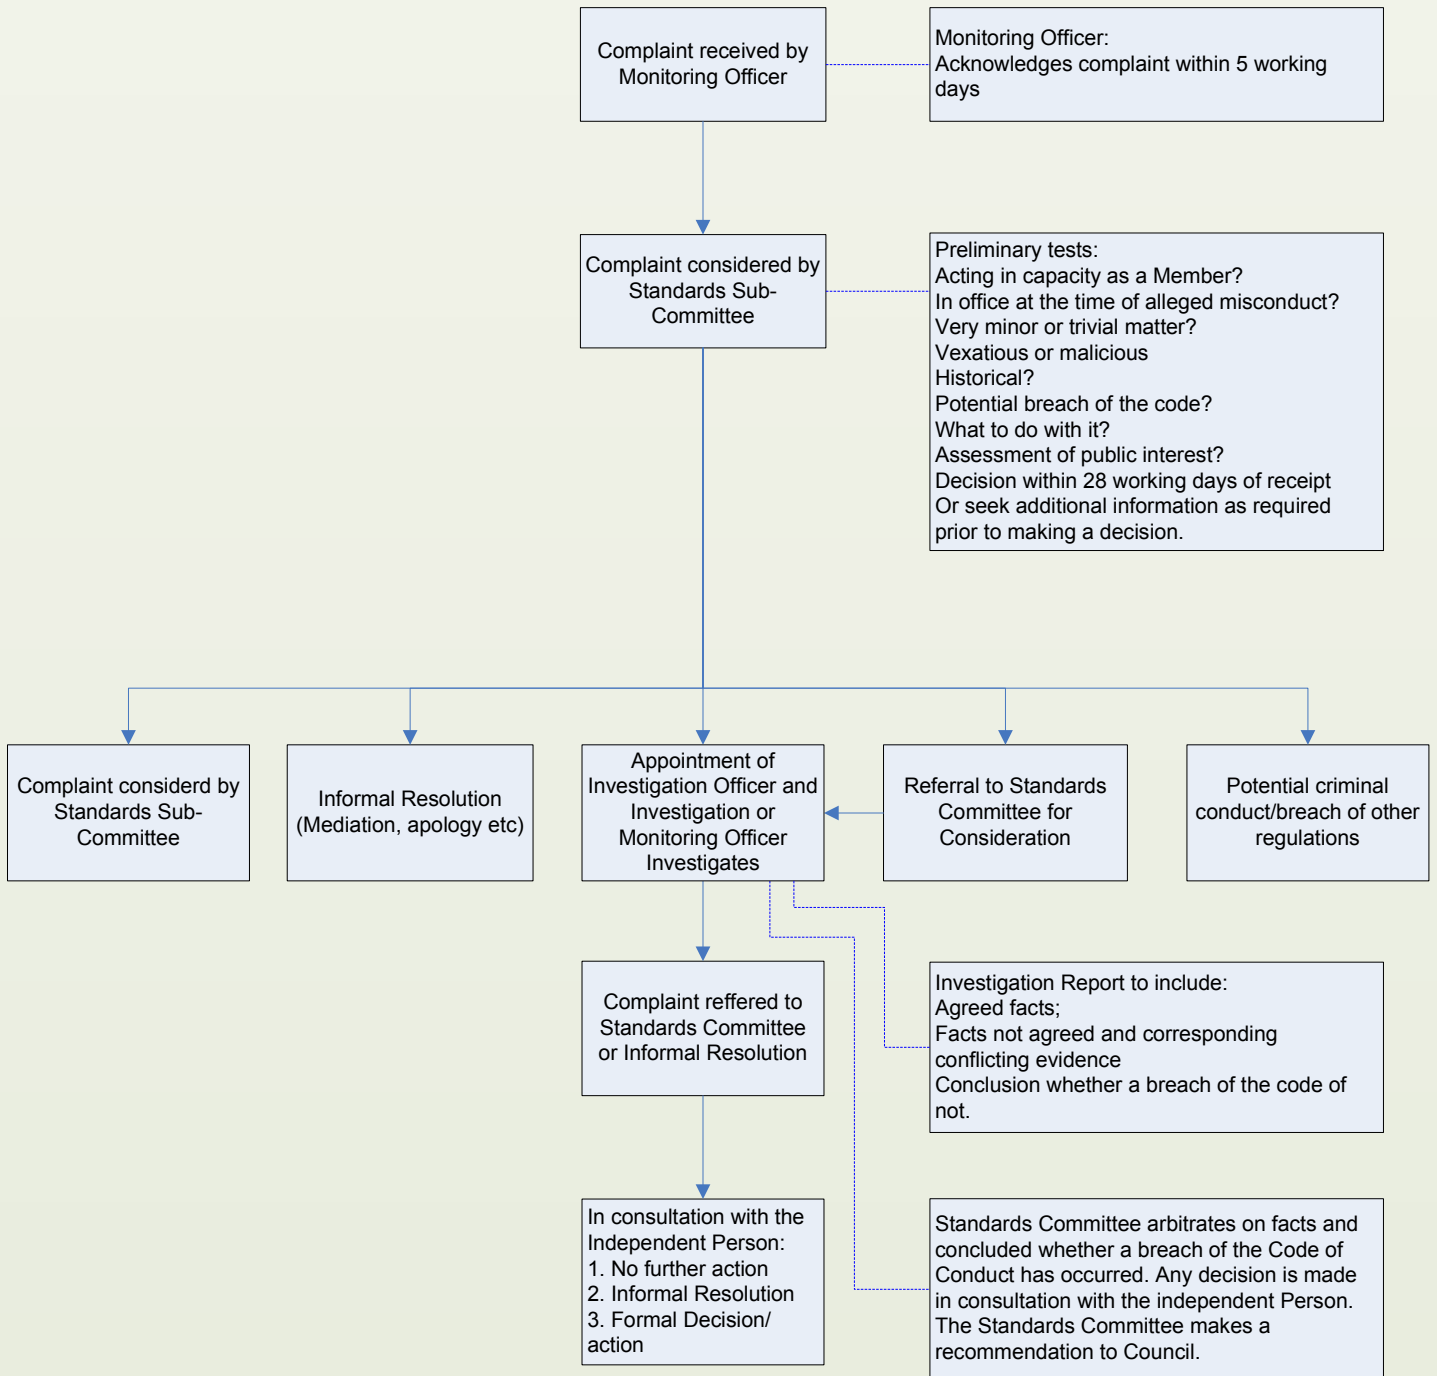 Complaint received by
Monitoring Officer
Monitoring Officer:
Acknowledges complaint within 5 working
days
Complaint considered by
Standards Sub-
Committee
Preliminary tests:
Acting in capacity as a Member?
In office at the time of alleged misconduct?
Very minor or trivial matter?
Vexatious or malicious
Historical?
Potential breach of the code?
What to do with it?
Assessment of public interest?
Decision within 28 working days of receipt
Or seek additional information as required
prior to making a decision.
Complaint considerd by
Standards Sub-
Committee
Informal Resolution
(Mediation, apology etc)
Appointment of
Investigation Officer and
Investigation or
Monitoring Officer
Investigates
Referral to Standards
Committee for
Consideration
Potential criminal
conduct/breach of other
regulations
Complaint reffered to
Standards Committee
or Informal Resolution
Investigation Report to include:
Agreed facts;
Facts not agreed and corresponding
conflicting evidence
Conclusion whether a breach of the code of
not.
In consultation with the
Independent Person:
1. No further action
2. Informal Resolution
3. Formal Decision/
action
Standards Committee arbitrates on facts and
concluded whether a breach of the Code of
Conduct has occurred. Any decision is made
in consultation with the independent Person.
The Standards Committee makes a
recommendation to Council.